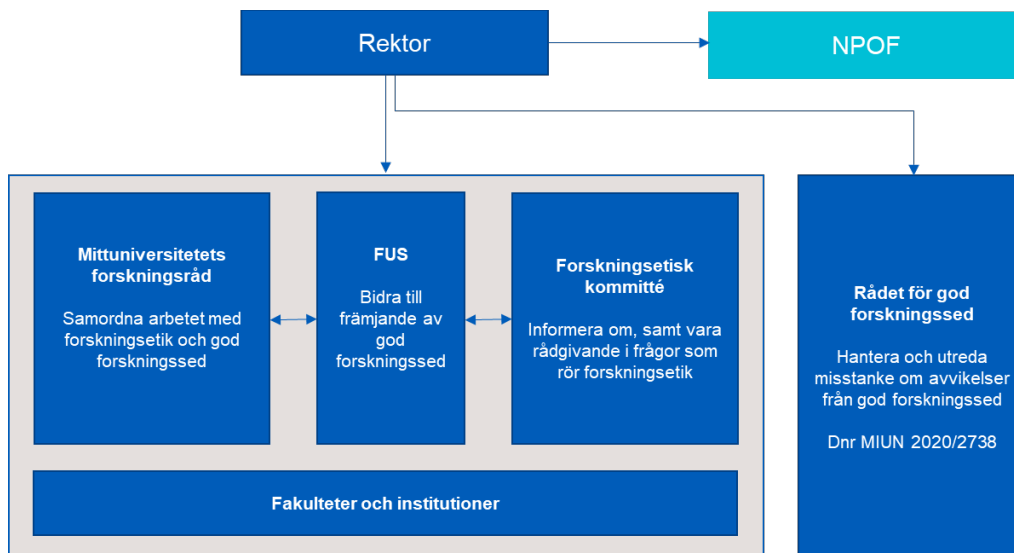 Rektor
NPOF
Mittuniversitetets
forskningsråd
Samordna arbetet med
forskningsetik och god
forskningssed
FUS
Bidra till
främjande av
god
forskningssed
Forskningsetisk
kommitté
Informera om, samt vara
rådgivande i frågor som
rör forskningsetik
Rådet för god
forskningssed
Hantera och utreda
misstanke om avvikelser
från god forskningssed
Dnr MIUN 2020/2738
Fakulteter och institutioner